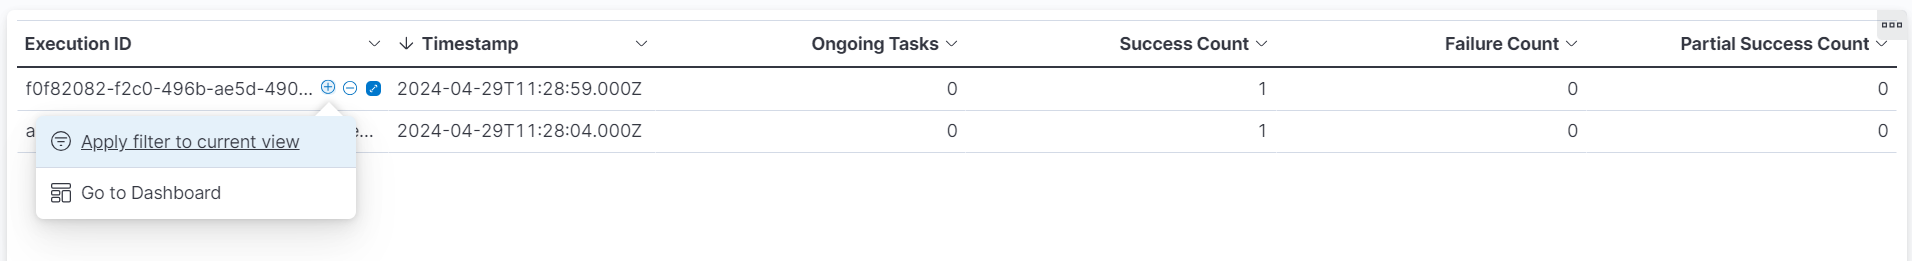 Execution ID Timestamp Ongoing Tasks Success Count Failure Count Partial Success Count
f0f82082-f2c0-496b-ae5d-490... 2024-04-29T11:28:59.000Z 0 1 0 0
a e... 2024-04-29T11:28:04.000Z 0 1 0 0
Apply filter to current view
Go to Dashboard